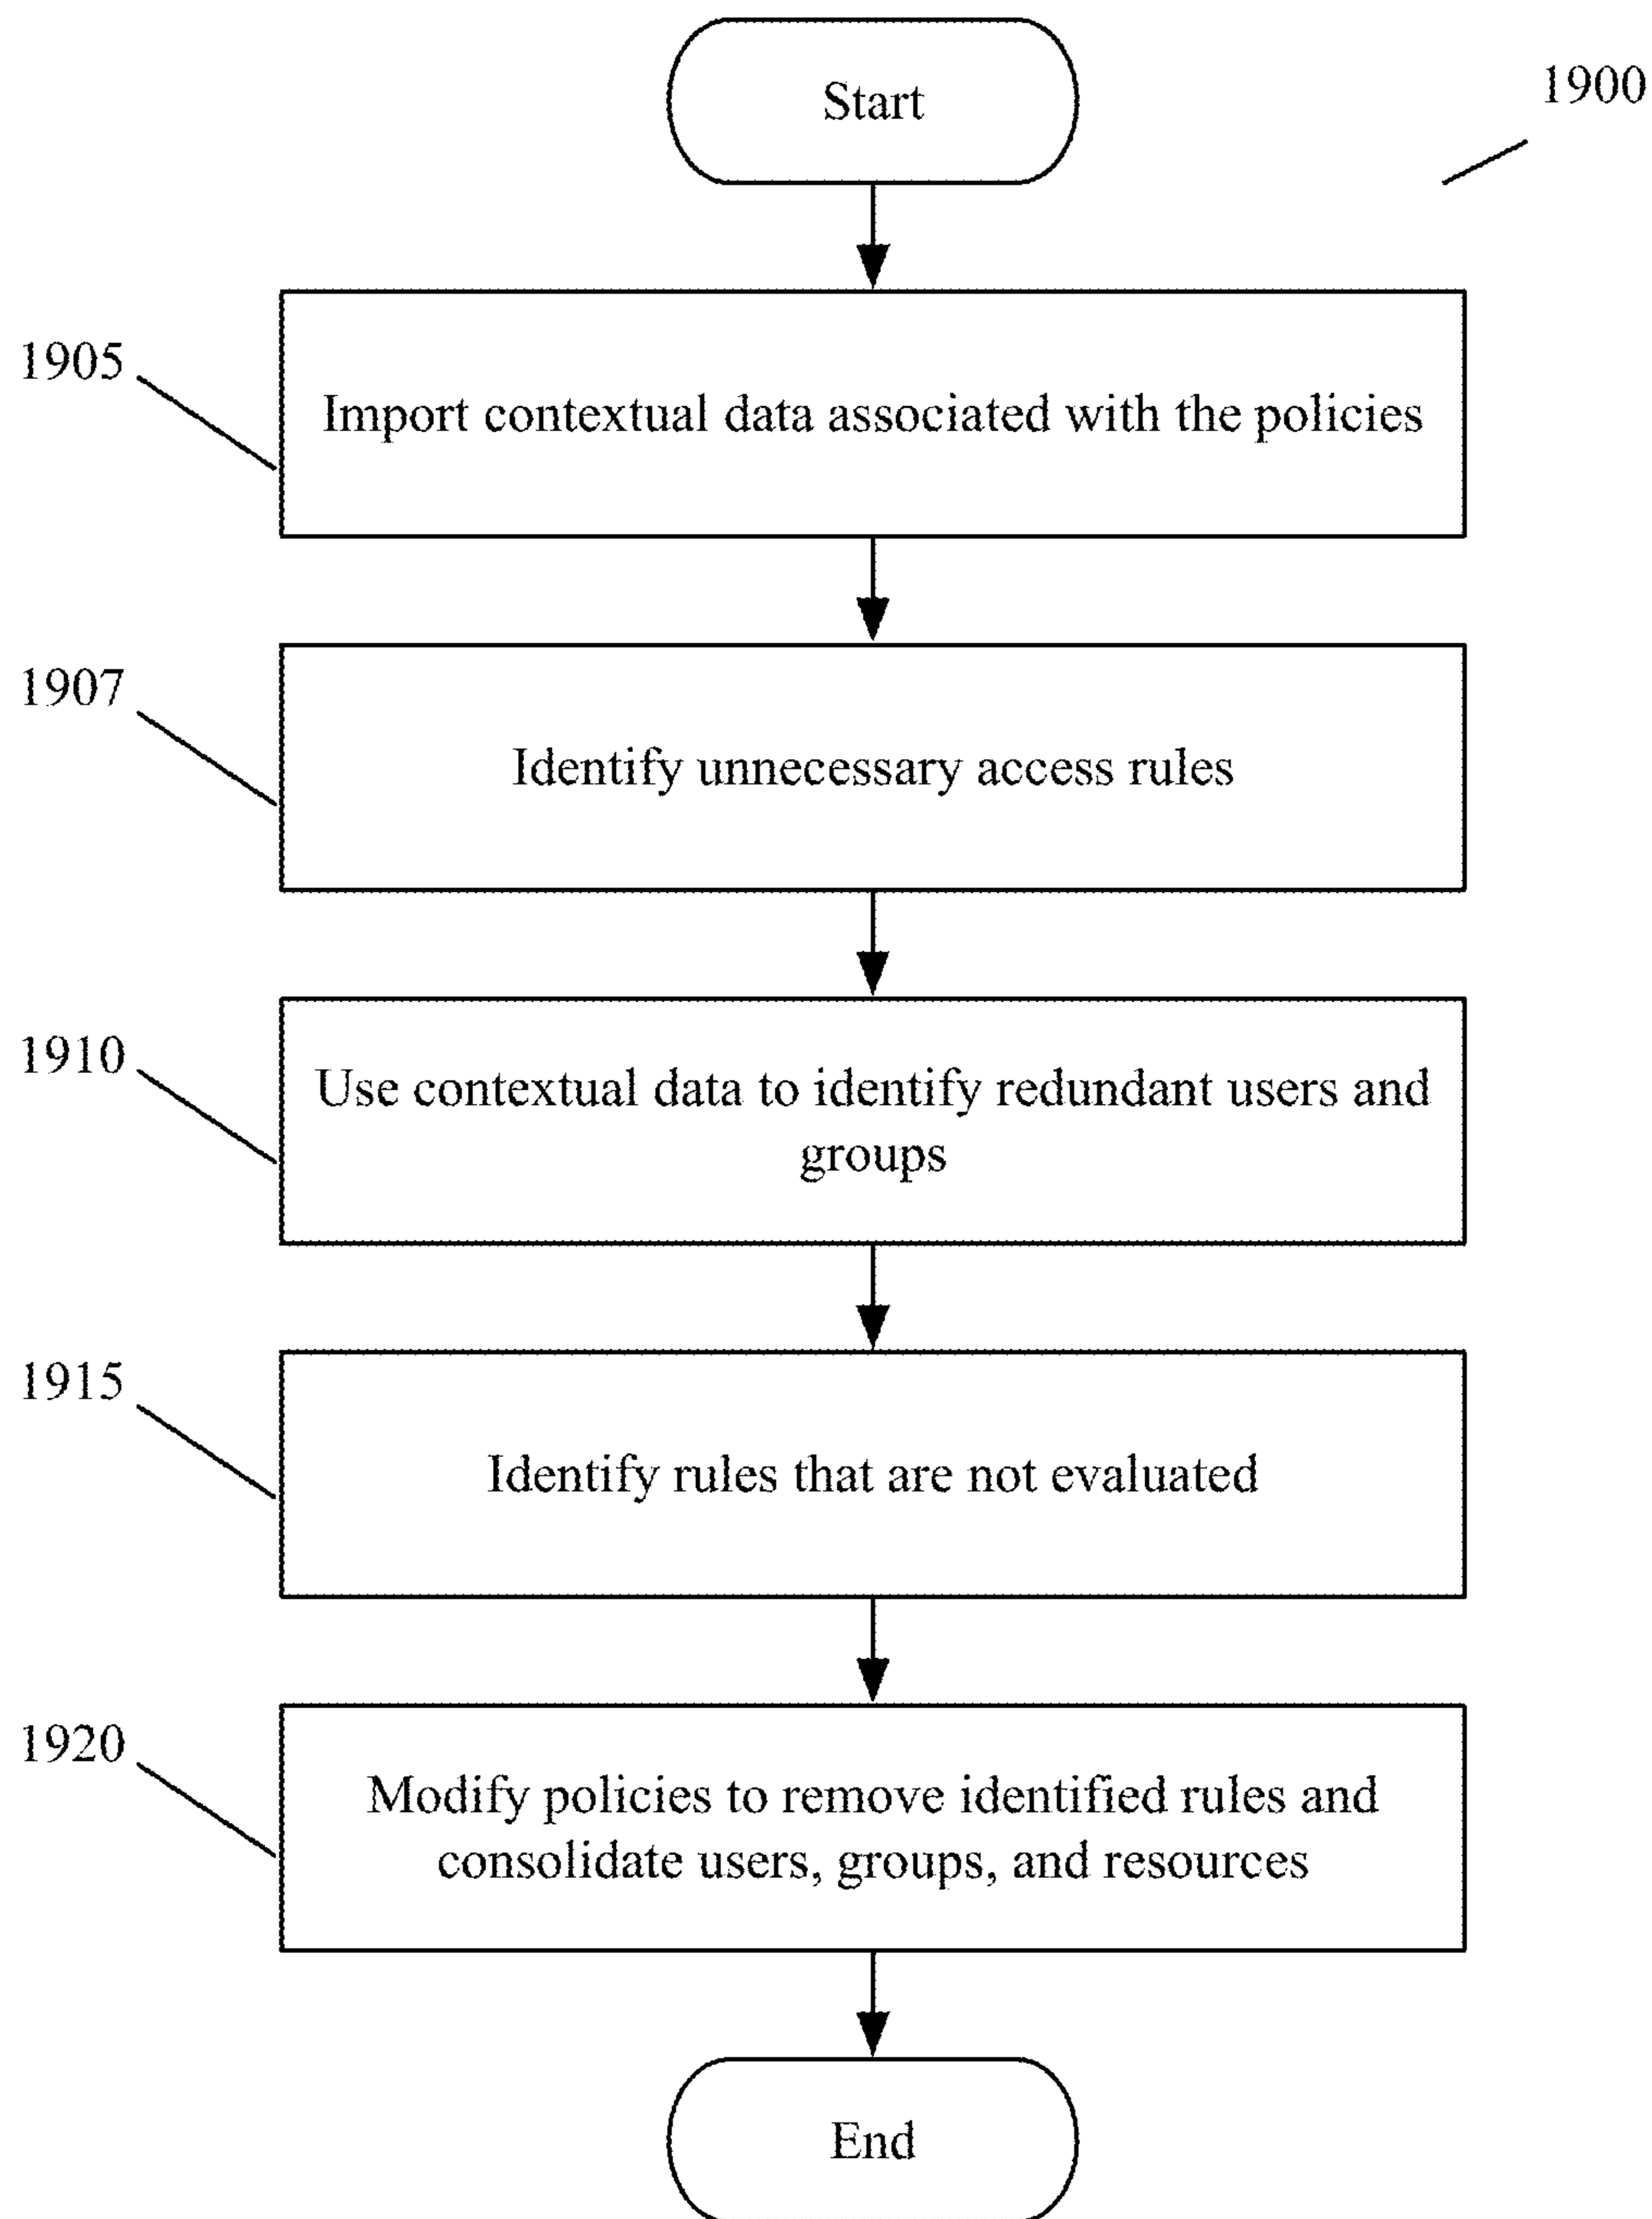 Start
1900
1905
Import contextual data associated with the policies
1907
Identify unnecessary access rules
1910
Use contextual data to identify redundant users and
groups
1915
Identify rules that are not evaluated
1920
Modify policies to remove identified rules and
consolidate users, groups, and resources
End